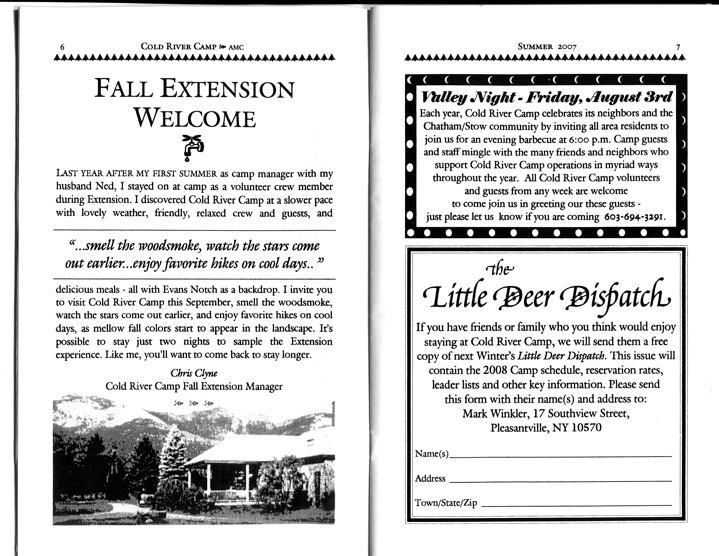 6 COLD RIVER CAMP AMC
FALL EXTENSION
WELCOME
LAST YEAR AFTER MY FIRST SUMMER as camp manager with my
husband Ned, I stayed on at camp as a volunteer crew member
during Extension. I discovered Cold River Camp at a slower pace
with lovely weather, friendly, relaxed crew and guests, and
“...smell the woodsmoke, watch the stars come
out earlier...enjoy favorite hikes on cool days..”
delicious meals - all with Evans Notch as a backdrop. I invite you
to visit Cold River Camp this September, smell the woodsmoke,
watch the stars come out earlier, and enjoy favorite hikes on cool
days, as mellow fall colors start to appear in the landscape. It's
possible to stay just two nights to sample the Extension
experience. Like me, you'll want to come back to stay longer.
Chris Clyne
Cold River Camp Fall Extension Manager
SUMMER 2007 7
Valley Night - Friday, August 3rd
Each year, Cold River Camp celebrates its neighbors and the
Chatham/Stow community by inviting all area residents to
join us for an evening barbecue at 6:00 p.m. Camp guests
and staff mingle with the many friends and neighbors who
support Cold River Camp operations in myriad ways
throughout the year. All Cold River Camp volunteers
and guests from any week are welcome
to come join us in greeting our these guests -
just please let us know if you are coming 603-694-3291.
the
Little Deer Dispatch
If you have friends or family who you think would enjoy
staying at Cold River Camp, we will send them a free
copy of next Winter's Little Deer Dispatch. This issue will
contain the 2008 Camp schedule, reservation rates,
leader lists and other key information. Please send
this form with their name(s) and address to:
Mark Winkler, 17 Southview Street,
Pleasantville, NY 10570
Name(s)
Address
Town/State/Zip